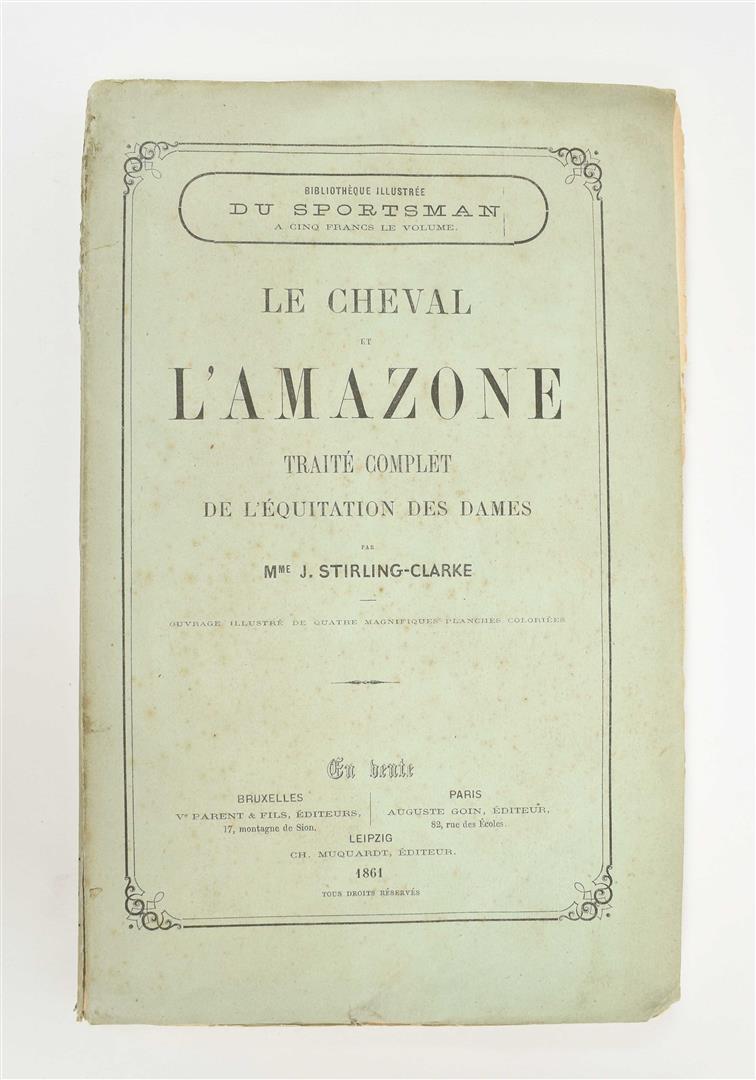 BIBLIOTHÈQUE ILLUSTRÉE
DU SPORTSMAN
A CINQ FRANCS LE VOLUME.
LE CHEVAL
ET
L'AMAZONE
TRAITÉ COMPLET
DE L'ÉQUITATION DES DAMES
PAR
MME J. STIRLING-CLARKE
OUVRAGE ILLUSTRÉ DE QUATRE MAGNIFIQUES PLANCHES COLORIÉES
En vente
BRUXELLES
Ve PARENT & FILS, ÉDITEURS,
17, montagne de Sion.
PARIS
AUGUSTE GOIN, ÉDITEUR,
82, rue des Écoles.
LEIPZIG
CH. MUQUARDT, ÉDITEUR.
1861
TOUS DROITS RÉSERVÉS